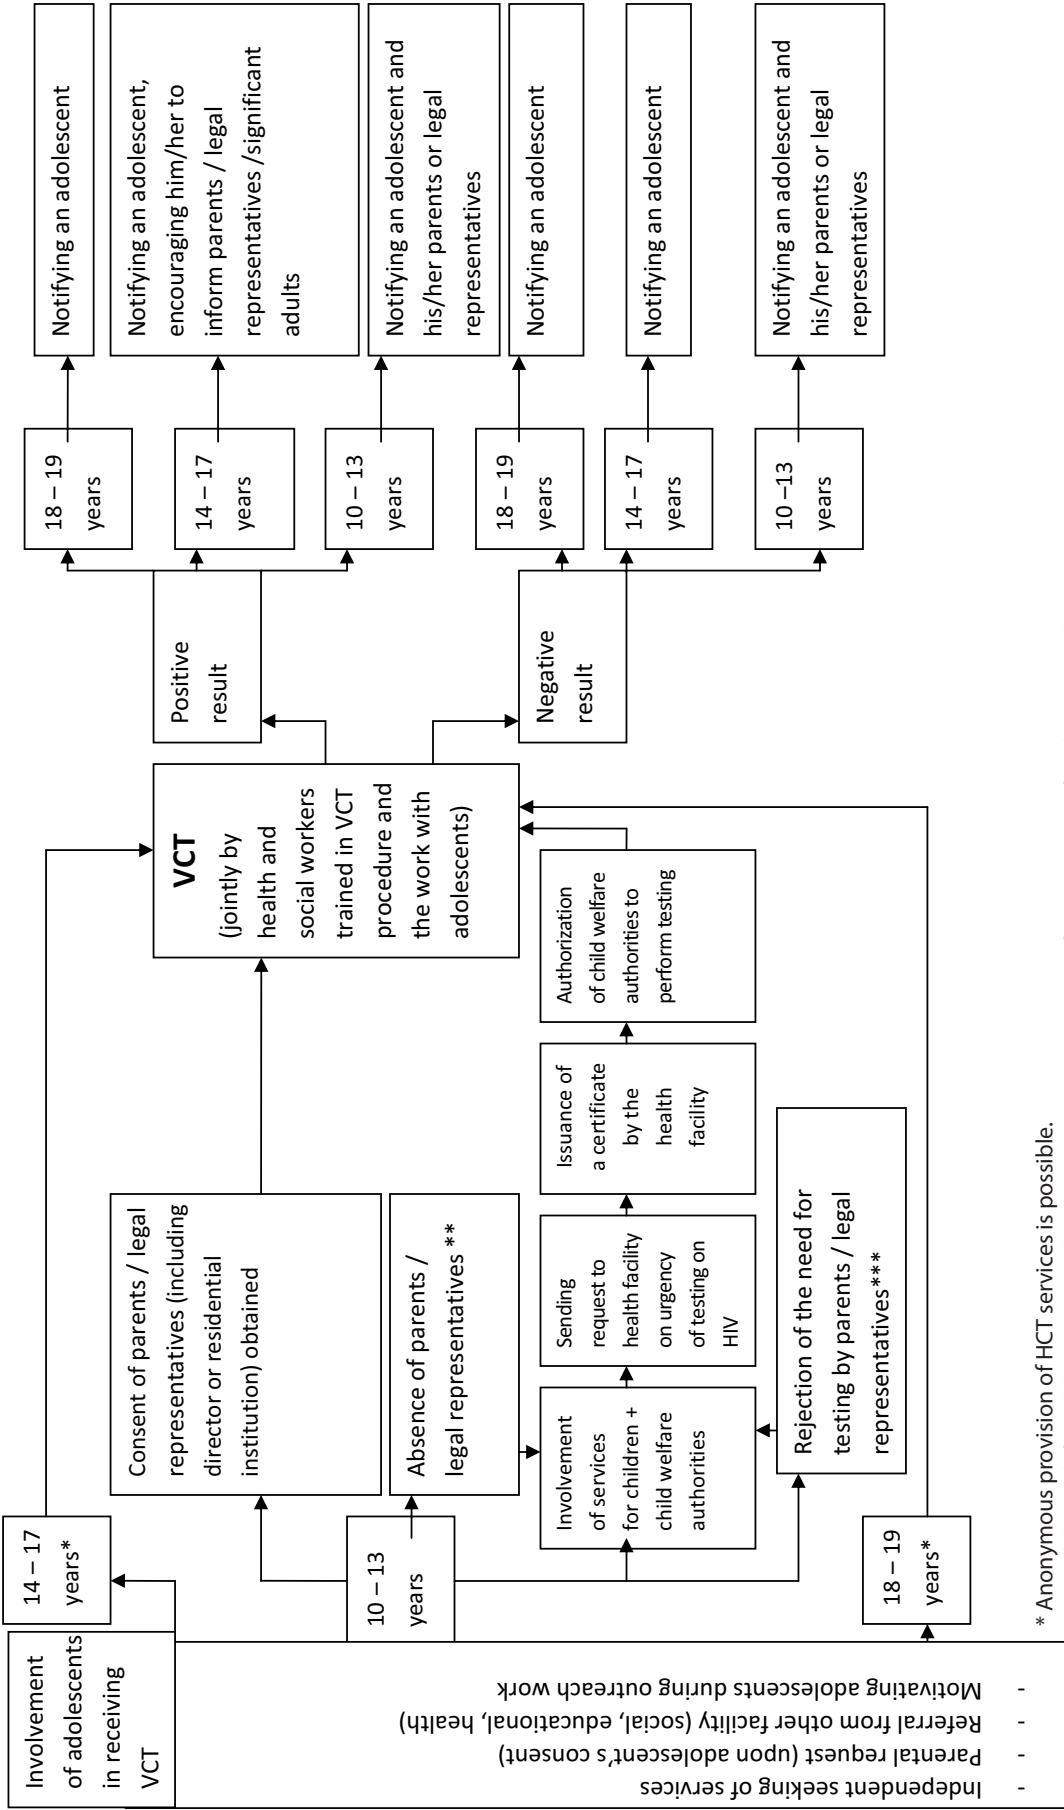 Involvement
of adolescents
in receiving
VCT
- Independent seeking of services
- Parental request (upon adolescent's consent)
- Referral from other facility (social, educational, health)
- Motivating adolescents during outreach work
14 – 17
years*
10 – 13
years
18 – 19
years*
Consent of parents / legal
representatives (including
director or residential
institution) obtained
Absence of parents /
legal representatives **
Involvement
of services
for children +
child welfare
authorities
Sending
request to
health facility
on urgency
of testing on
HIV
Issuance of
a certificate
by the
health
facility
Authorization
of child welfare
authorities to
perform testing
Rejection of the need for
testing by parents / legal
representatives***
VCT
(jointly by
health and
social workers
trained in VCT
procedure and
the work with
adolescents)
Positive
result
Negative
result
18 – 19
years
Notifying an adolescent
14 – 17
years
Notifying an adolescent,
encouraging him/her to
inform parents / legal
representatives /significant
adults
10 – 13
years
Notifying an adolescent and
his/her parents or legal
representatives
18 – 19
years
Notifying an adolescent
14 – 17
years
Notifying an adolescent
10 –13
years
Notifying an adolescent and
his/her parents or legal
representatives
* Anonymous provision of HCT services is possible.